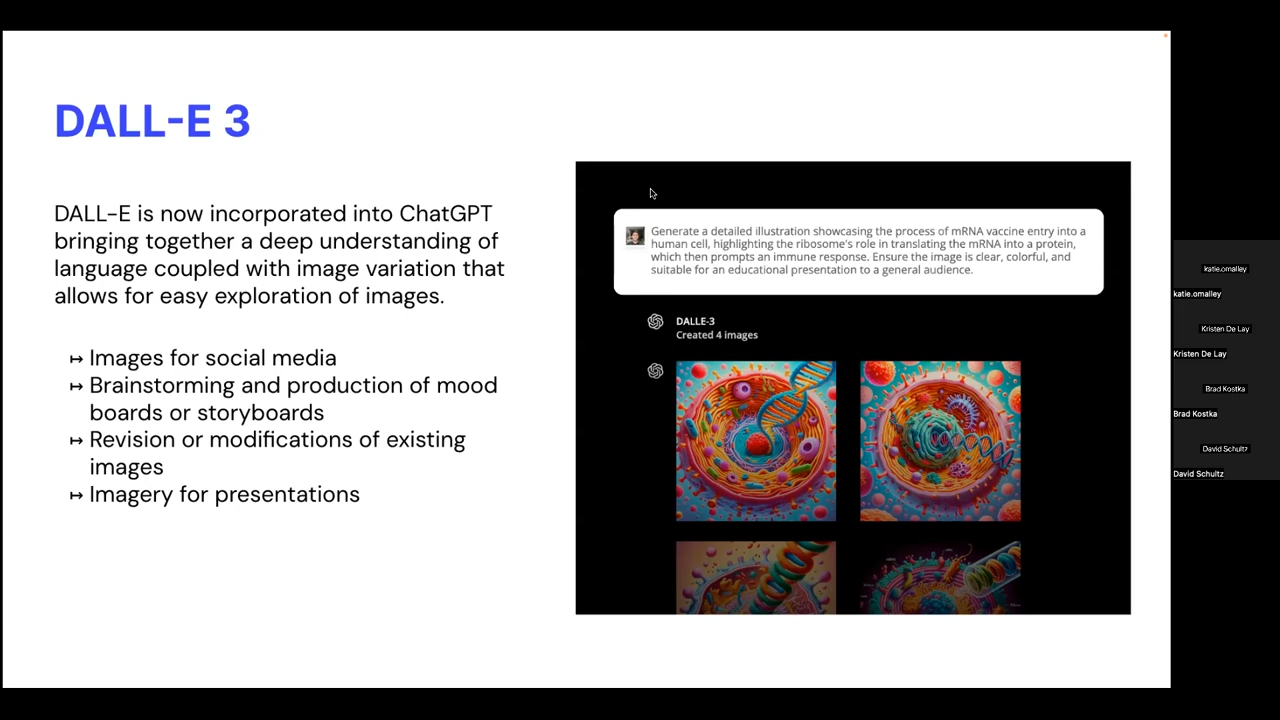 DALL-E 3
DALL-E is now incorporated into ChatGPT
bringing together a deep understanding of
language coupled with image variation that
allows for easy exploration of images.
↦ Images for social media
↦ Brainstorming and production of mood
boards or storyboards
↦ Revision or modifications of existing
images
↦ Imagery for presentations
Generate a detailed illustration showcasing the process of mRNA vaccine entry into a
human cell, highlighting the ribosome's role in translating the mRNA into a protein,
which then prompts an immune response. Ensure the image is clear, colorful, and
suitable for an educational presentation to a general audience.
DALLE-3
Created 4 images
katie.omalley
katie.omalley
Kristen De Lay
Kristen De Lay
Brad Kostka
Brad Kostka
David Schultz
David Schultz